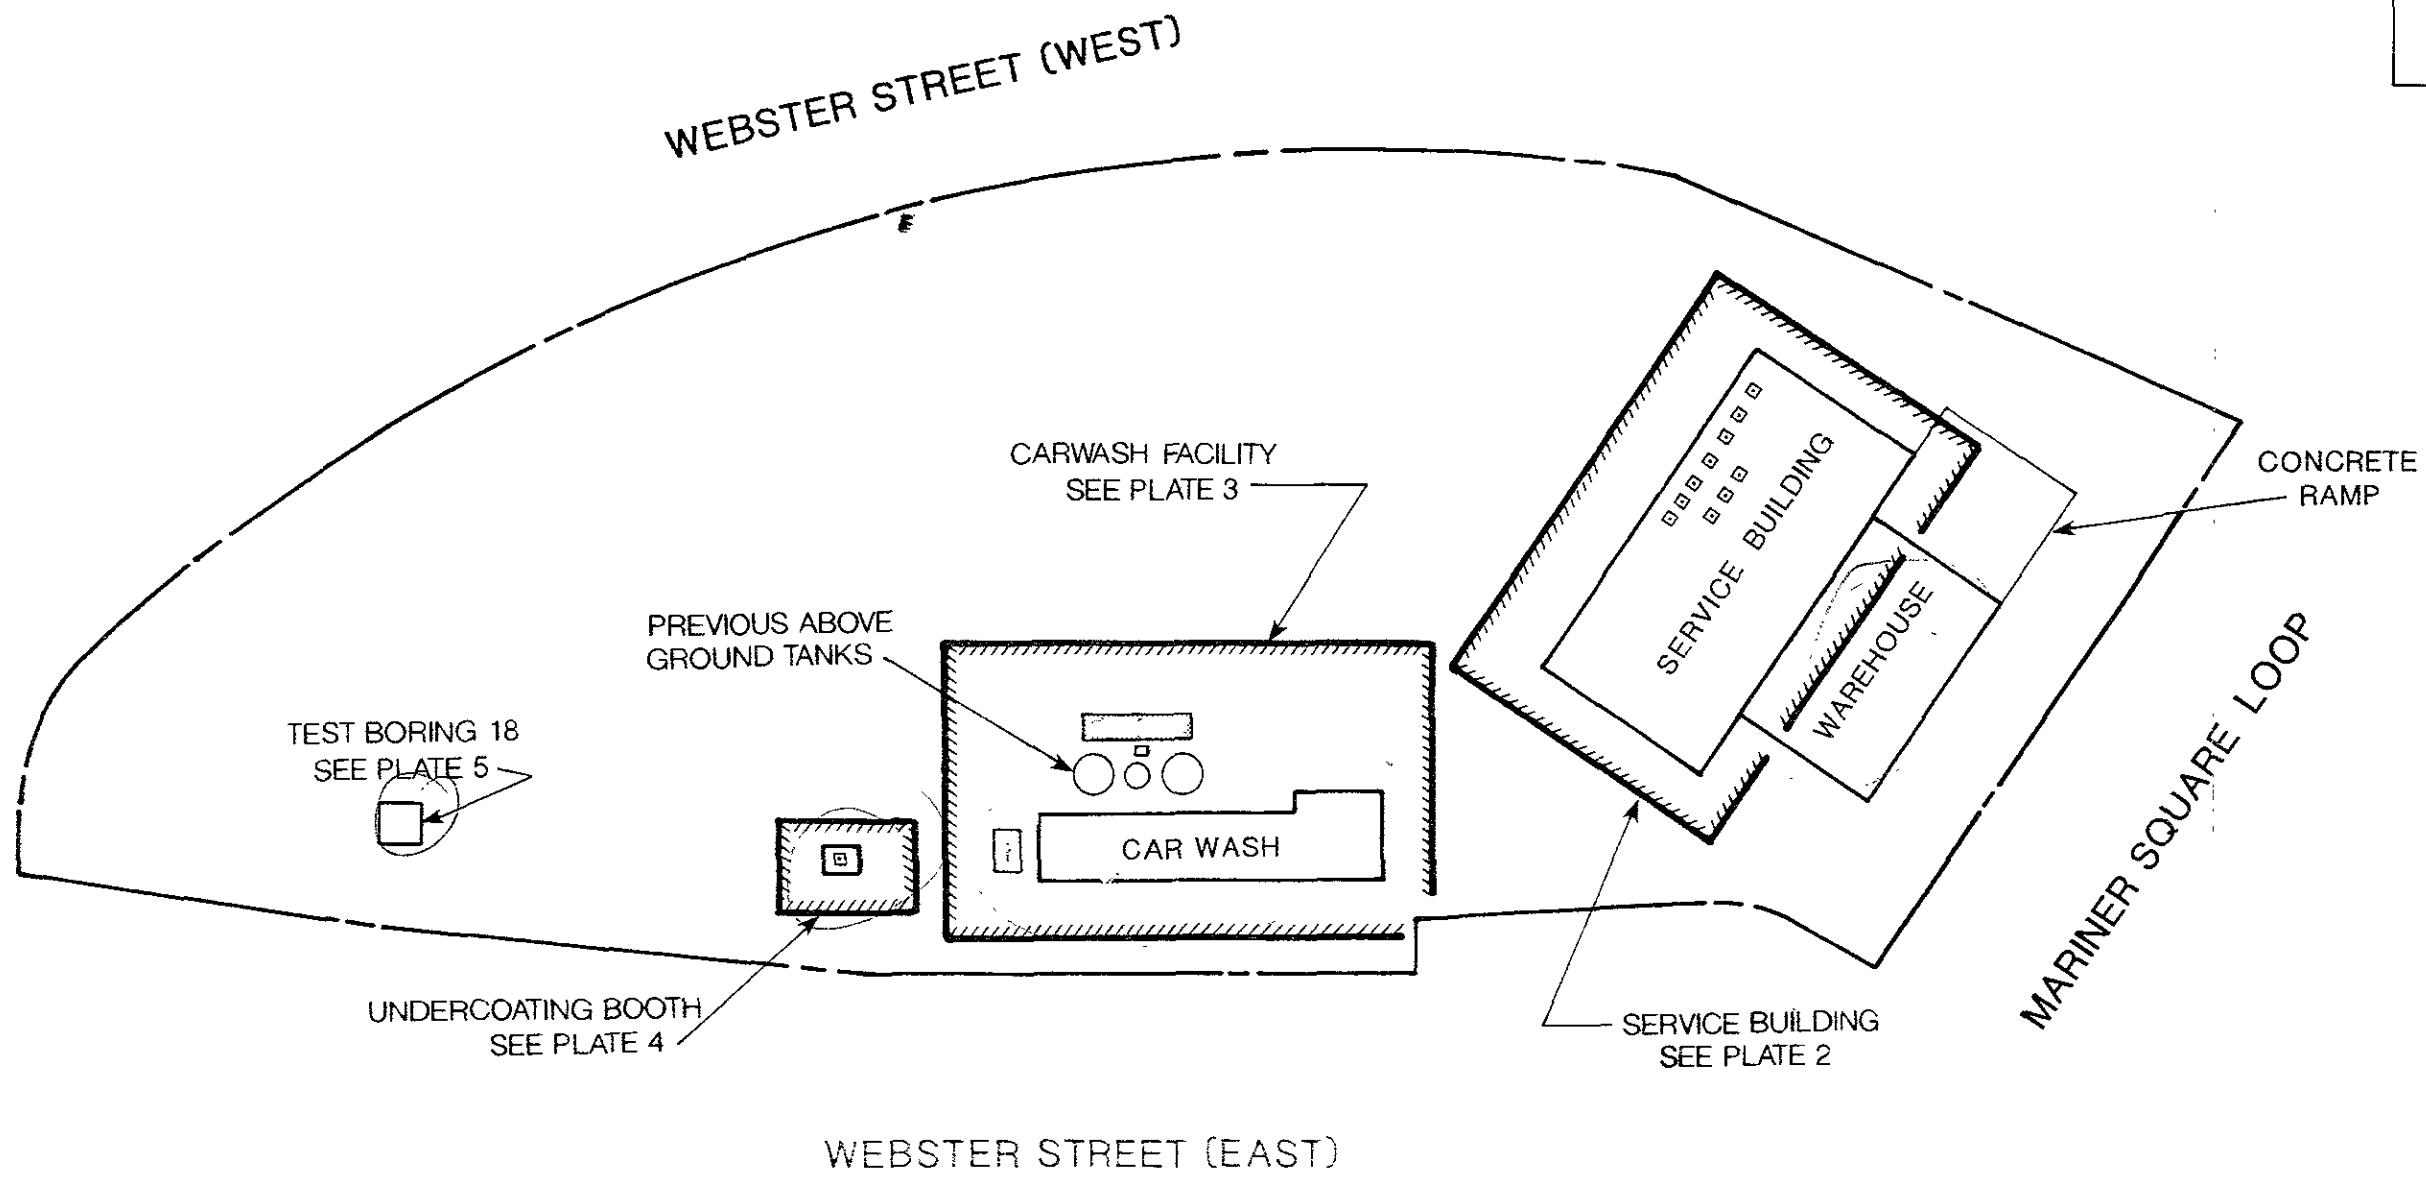 WEBSTER STREET (WEST)
CARWASH FACILITY
SEE PLATE 3
CONCRETE
RAMP
SERVICE BUILDING
WAREHOUSE
PREVIOUS ABOVE
GROUND TANKS
TEST BORING 18
SEE PLATE 5
CAR WASH
MARINER SQUARE LOOP
UNDERCOATING BOOTH
SEE PLATE 4
SERVICE BUILDING
SEE PLATE 2
WEBSTER STREET (EAST)